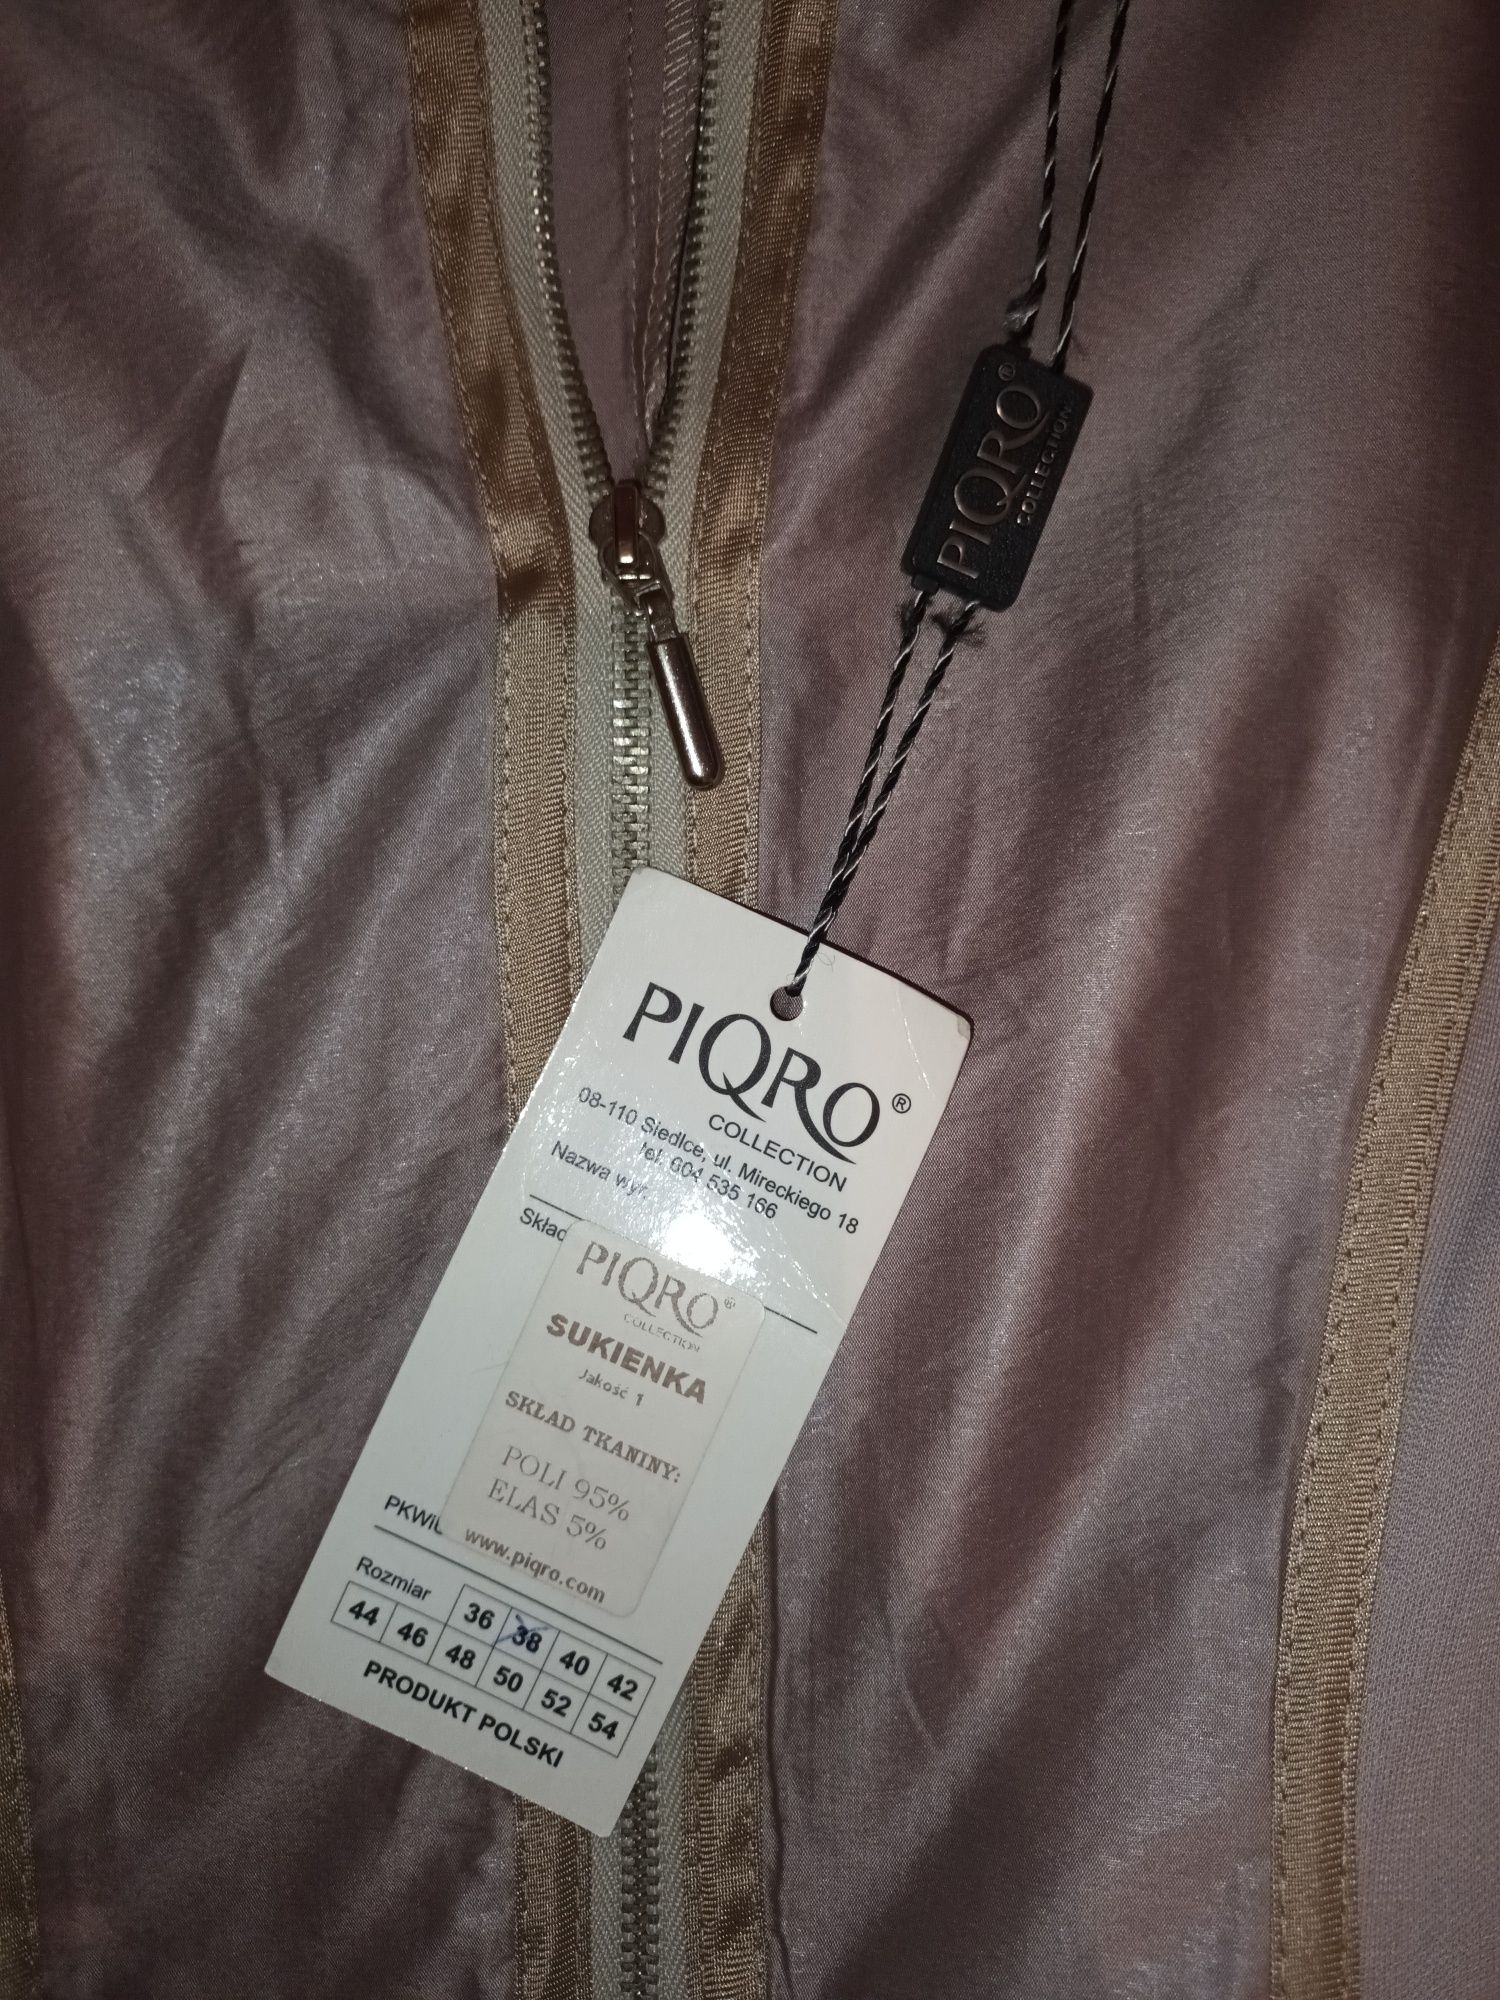 PIQRO®
COLLECTION
PIQRO®
COLLECTION
08-110 Siedlce, ul. Mireckiego 18
tel. 604 535 166
Nazwa wyr.
Skład
PIQRO®
COLLECTION
SUKIENKA
Jakość 1
SKŁAD TKANINY:
POLI 95%
ELAS 5%
www.piqro.com
PKWiU
Rozmiar
36 38 40 42
44 46 48 50 52 54
PRODUKT POLSKI